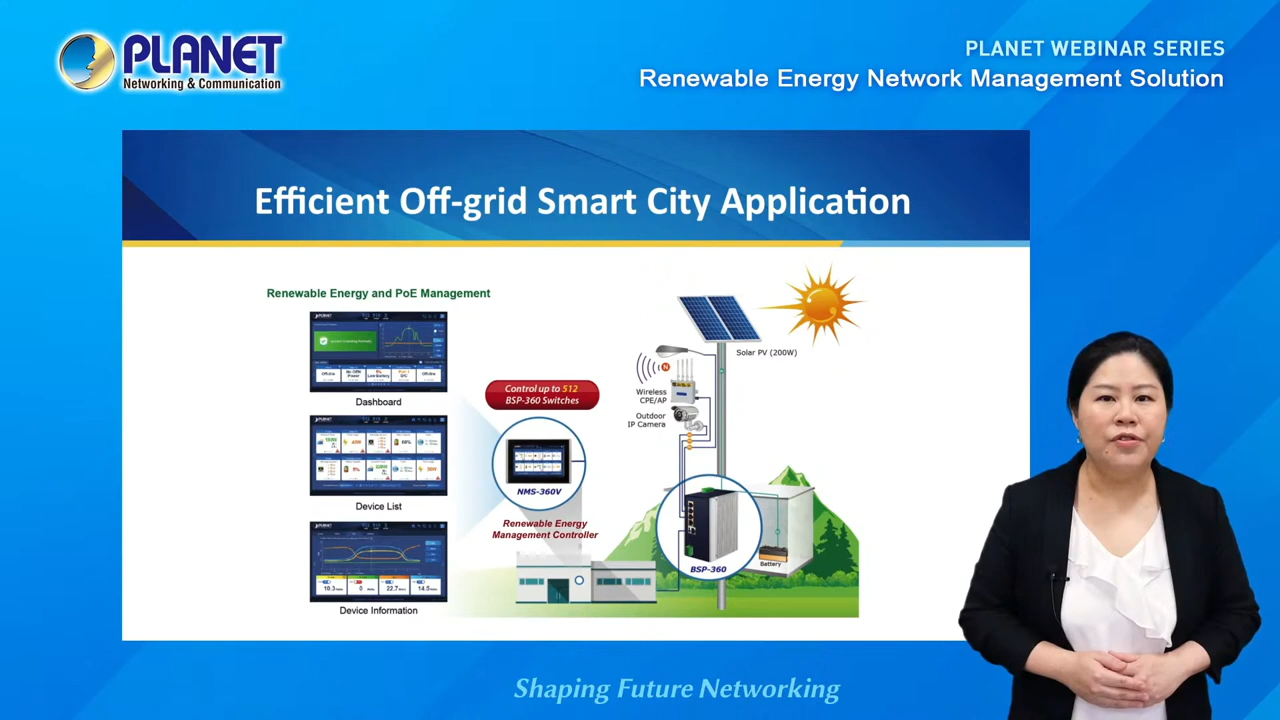 PLANET
Networking & Communication
PLANET WEBINAR SERIES
Renewable Energy Network Management Solution
Efficient Off-grid Smart City Application
Renewable Energy and PoE Management
Dashboard
Device List
Device Information
Control up to 512
BSP-360 Switches
NMS-360V
Renewable Energy
Management Controller
Solar PV (200W)
N
Wireless
CPE/AP
Outdoor
IP Camera
BSP-360
Battery
Shaping Future Networking